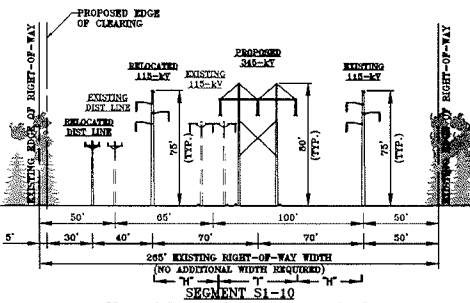 PROPOSED EDGE
OF CLEARING
EXISTING EDGE OF RIGHT-OF-WAY
RELOCATED
115-kV
PROPOSED
345-kV
EXISTING
115-kV
EXISTING
115-kV
EXISTING
DIST LINE
RELOCATED
DIST LINE
75'
(TYP.)
(TYP.)
75'
(TYP.)
EXISTING EDGE OF RIGHT-OF-WAY
50'
65'
100'
50'
5'
30'
40'
70'
70'
50'
265' EXISTING RIGHT-OF-WAY WIDTH
(NO ADDITIONAL WIDTH REQUIRED)
"H"
"I"
"H"
SEGMENT S1-10